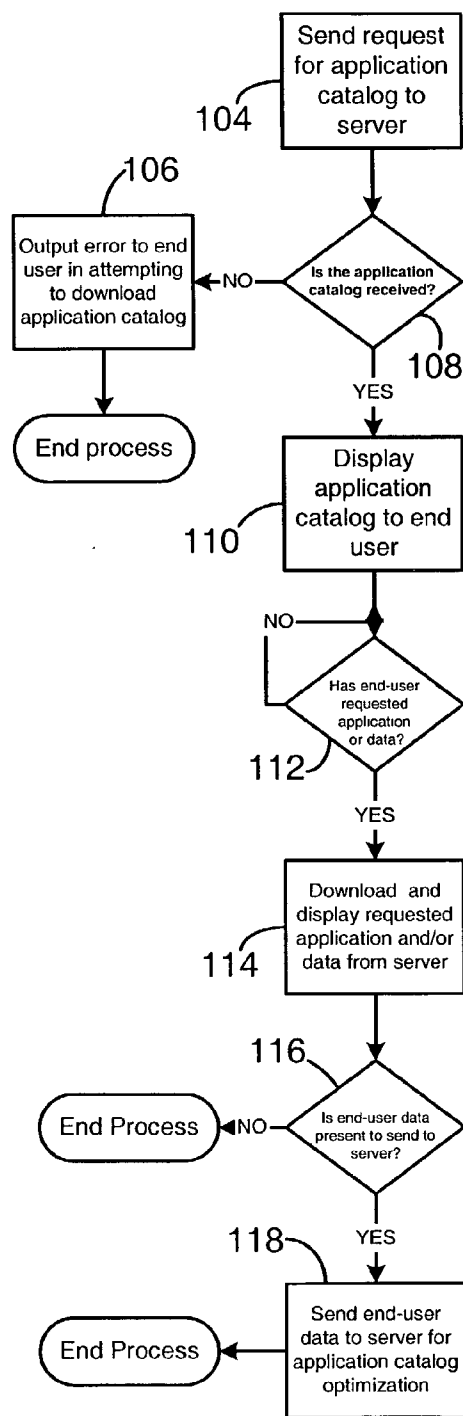 Send request
for application
catalog to
server
104
106
Output error to end
user in attempting
to download
application catalog
NO
Is the application
catalog received?
108
YES
End process
Display
application
catalog to end
user
110
NO
Has end-user
requested
application
or data?
112
YES
Download and
display requested
application and/or
data from server
114
116
End Process
NO
Is end-user data
present to send to
server?
YES
118
Send end-user
data to server for
application catalog
optimization
End Process